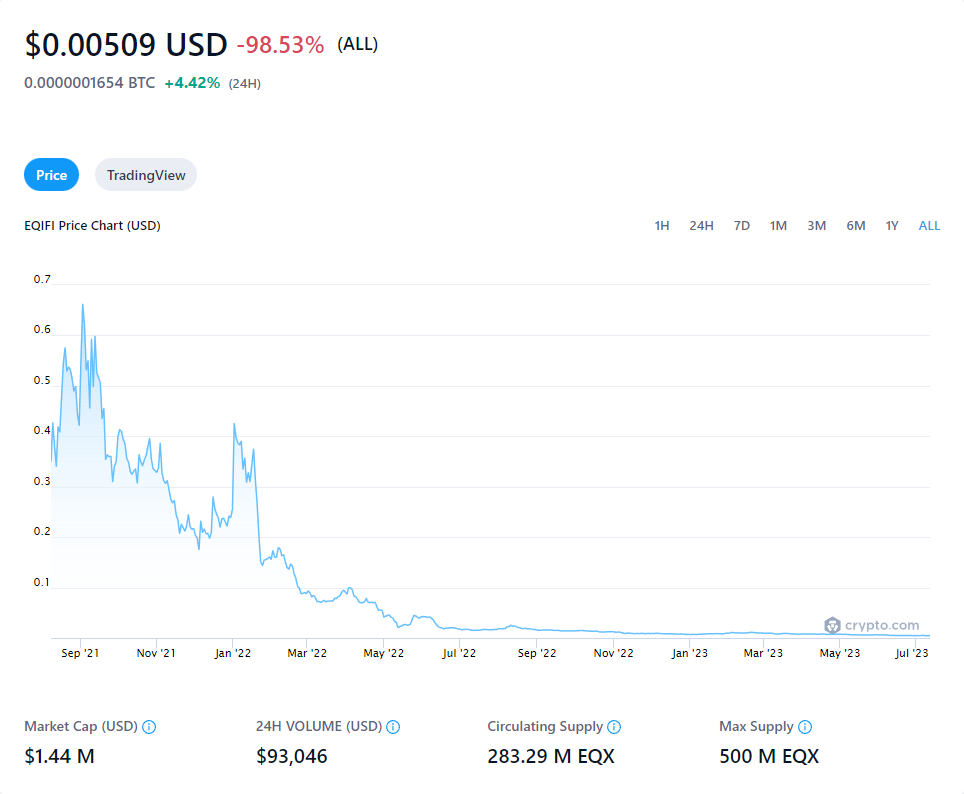 $0.00509 USD -98.53% (ALL)
0.0000001654 BTC +4.42% (24H)
Price TradingView
EQIFI Price Chart (USD) 1H 24H 7D 1M 3M 6M 1Y ALL
0.7
0.6
0.5
0.4
0.3
0.2
0.1
crypto.com
Sep '21 Nov '21 Jan '22 Mar '22 May '22 Jul '22 Sep '22 Nov '22 Jan '23 Mar '23 May '23 Jul '23
Market Cap (USD) 24H VOLUME (USD) Circulating Supply Max Supply
$1.44 M $93,046 283.29 M EQX 500 M EQX